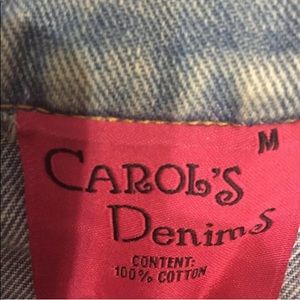 M
CAROL'S
Denims
CONTENT:
100% COTTON